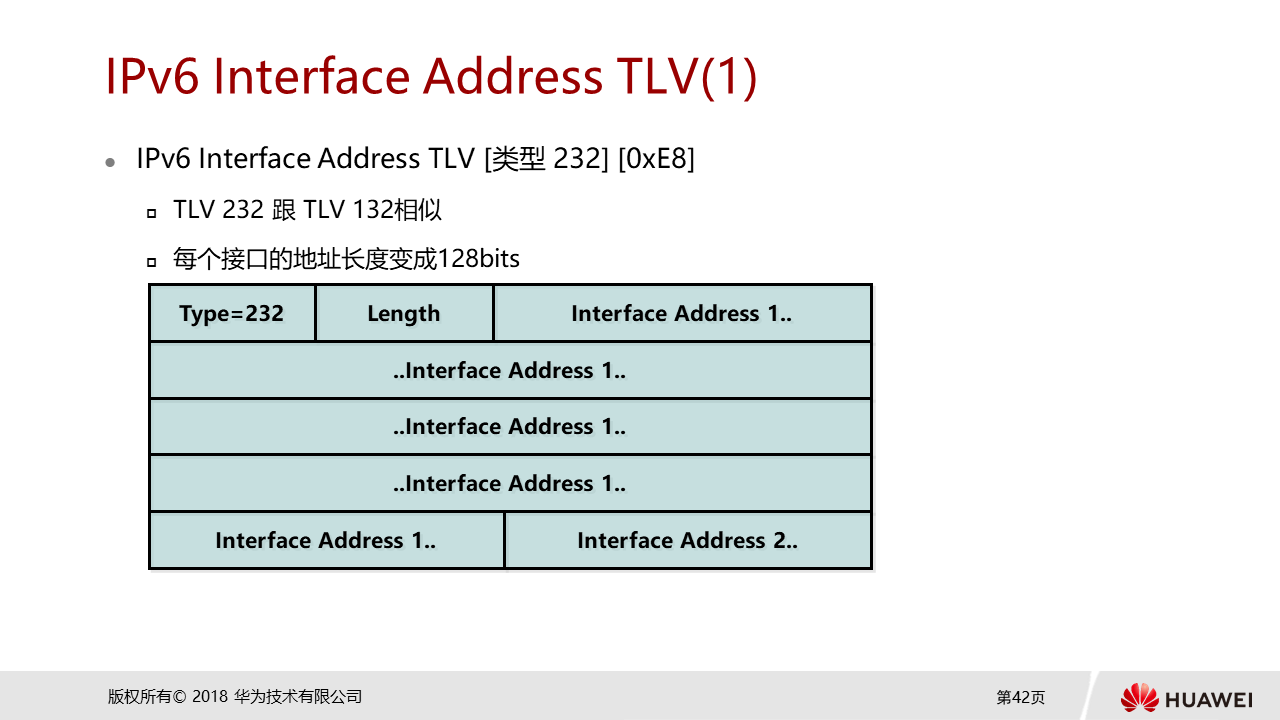 IPv6 Interface Address TLV(1)
IPv6 Interface Address TLV [类型 232] [0xE8]
TLV 232 跟 TLV 132相似
每个接口的地址长度变成128bits
Type=232 Length Interface Address 1..
..Interface Address 1..
..Interface Address 1..
..Interface Address 1..
Interface Address 1.. Interface Address 2..
版权所有© 2018 华为技术有限公司 第42页 HUAWEI